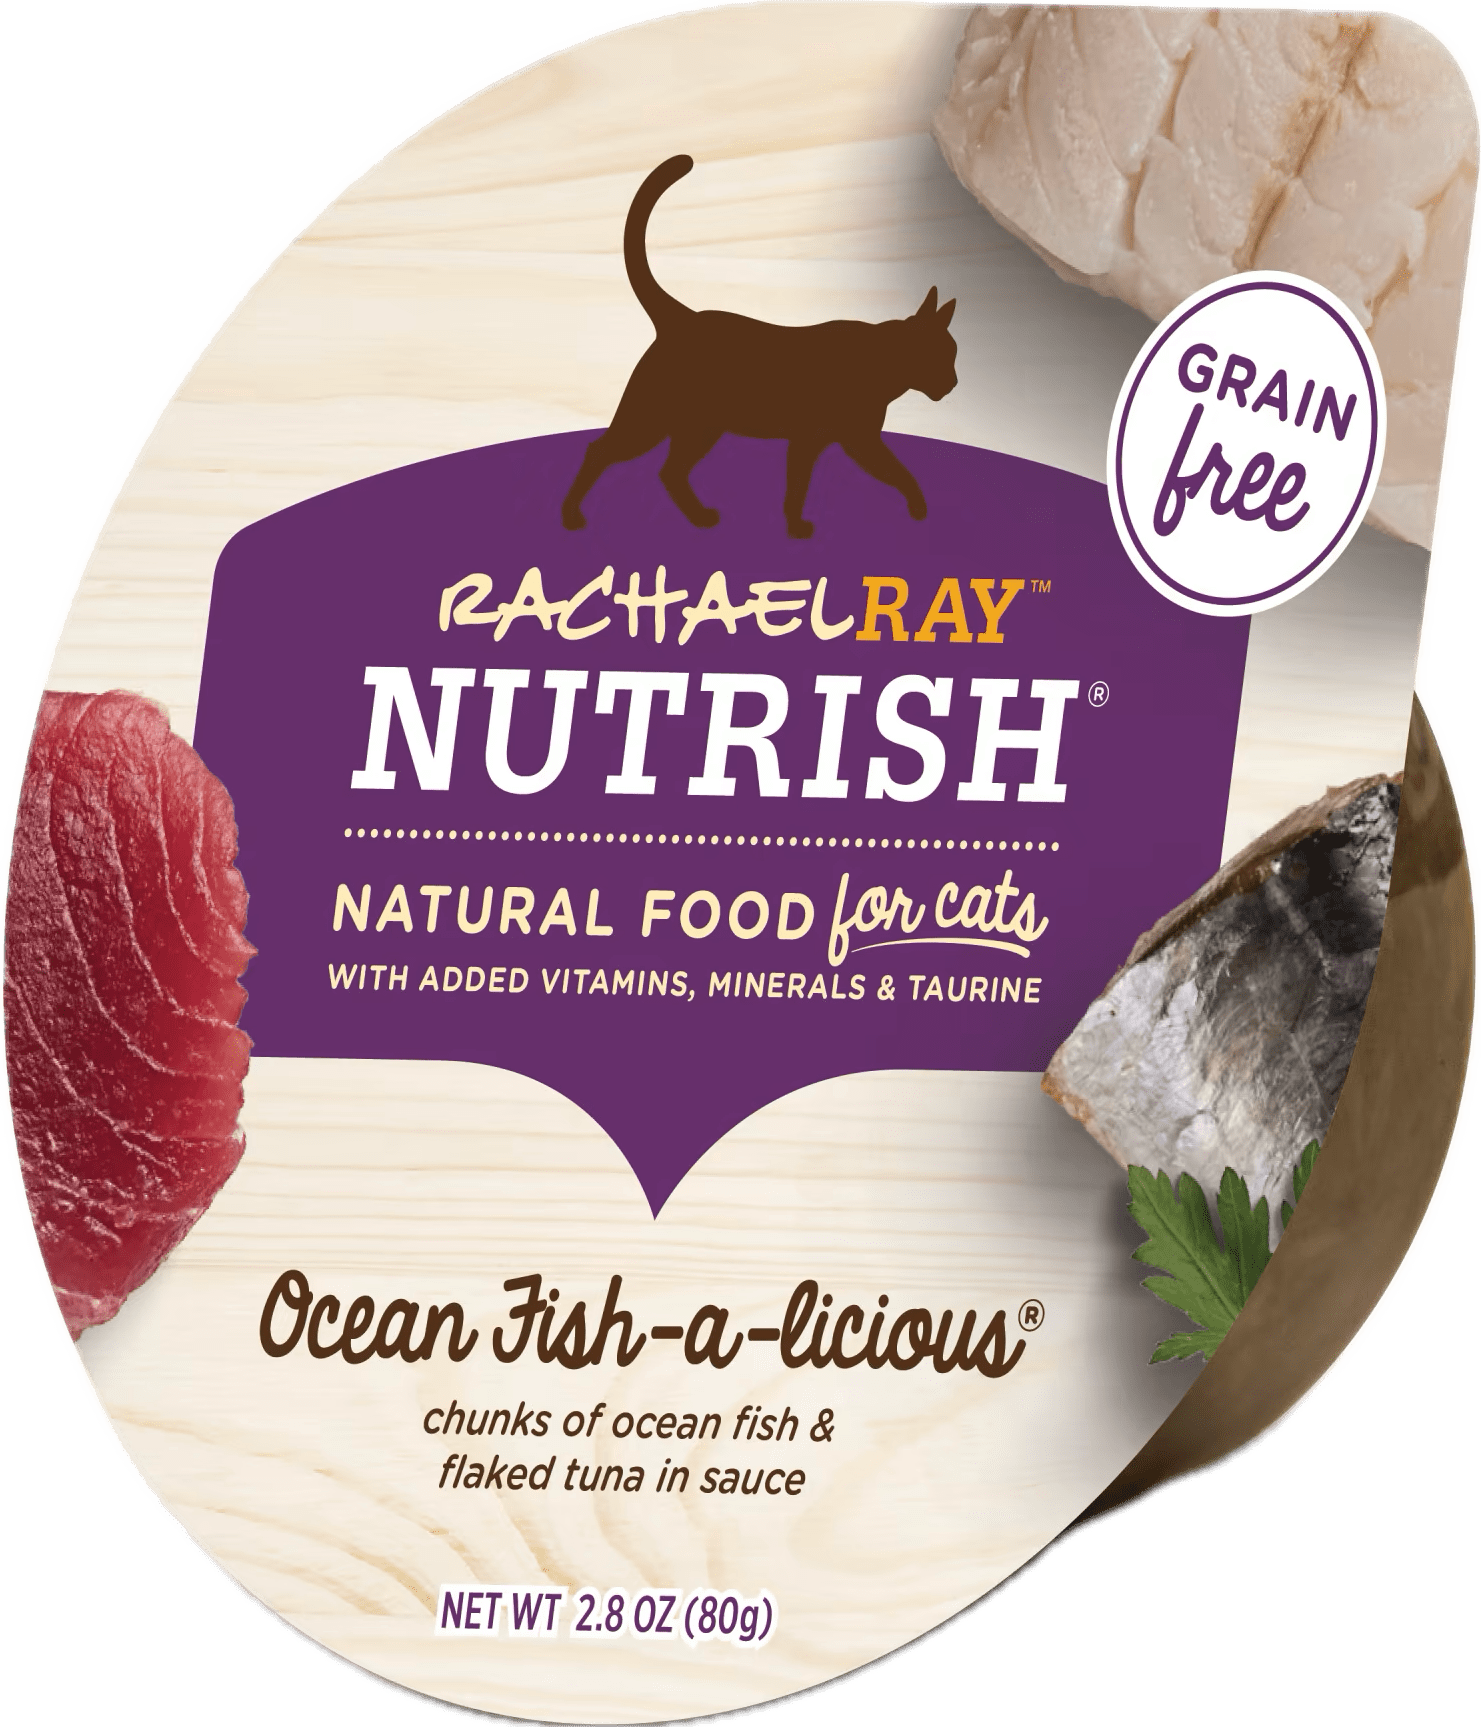 GRAIN
free
RACHAELRAY™
NUTRISH®
NATURAL FOOD for cats
WITH ADDED VITAMINS, MINERALS & TAURINE
Ocean Fish-a-licious®
chunks of ocean fish &
flaked tuna in sauce
NET WT 2.8 OZ (80g)